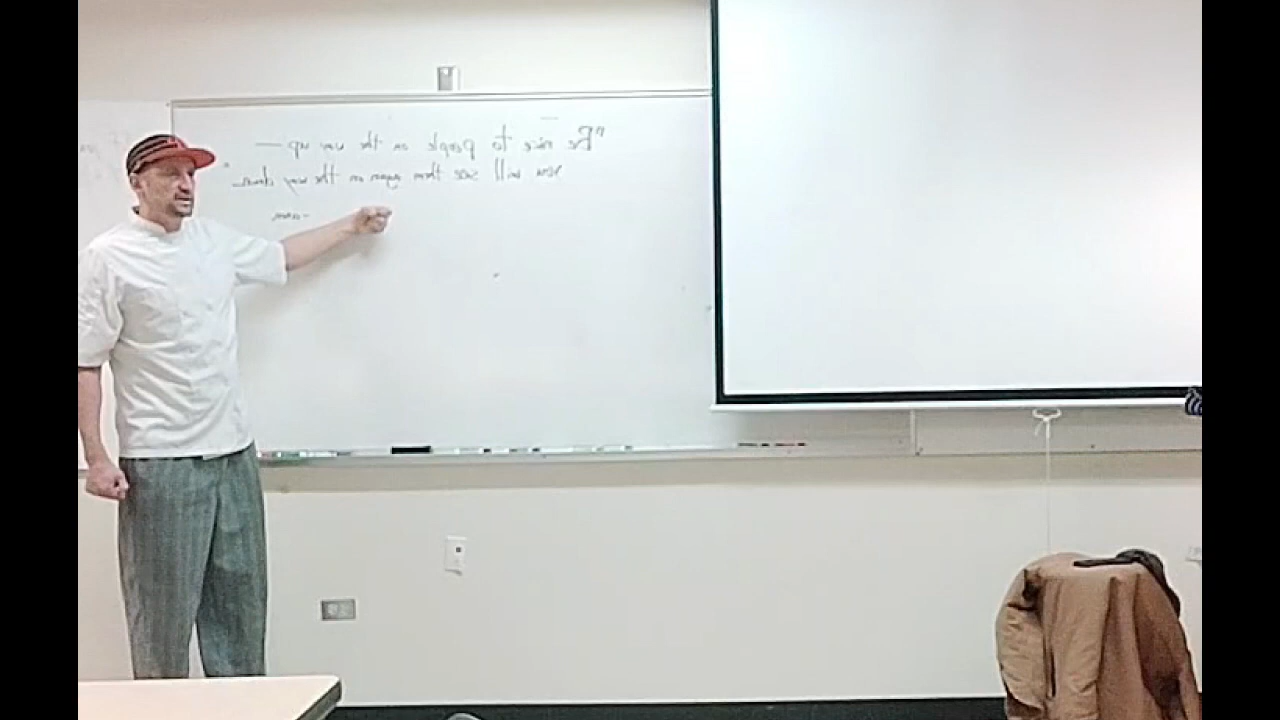 "Be nice to people on the way up —
you will see them again on the way down."